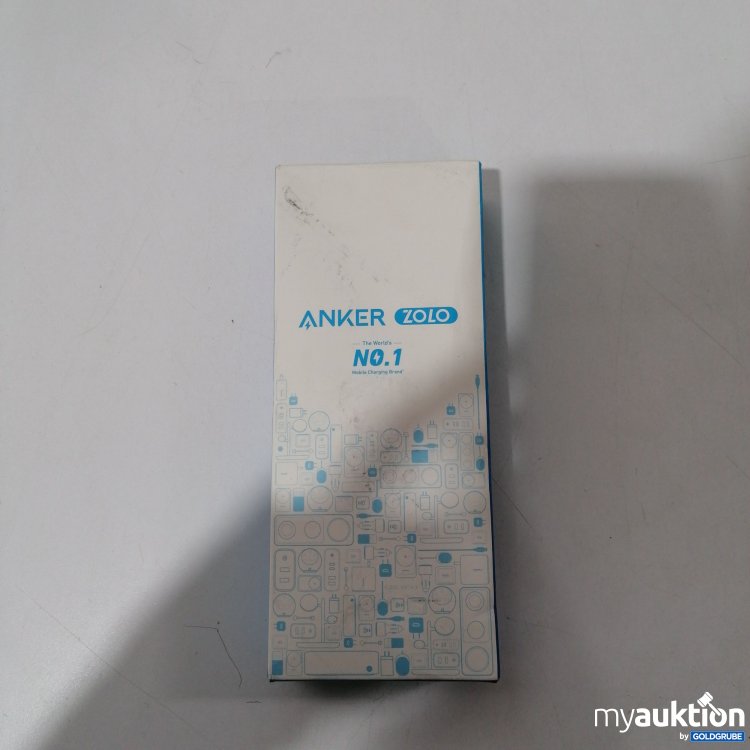 ANKER ZOLO
The World's
NO.1
Mobile Charging Brand
myauktion
by GOLDGRUBE